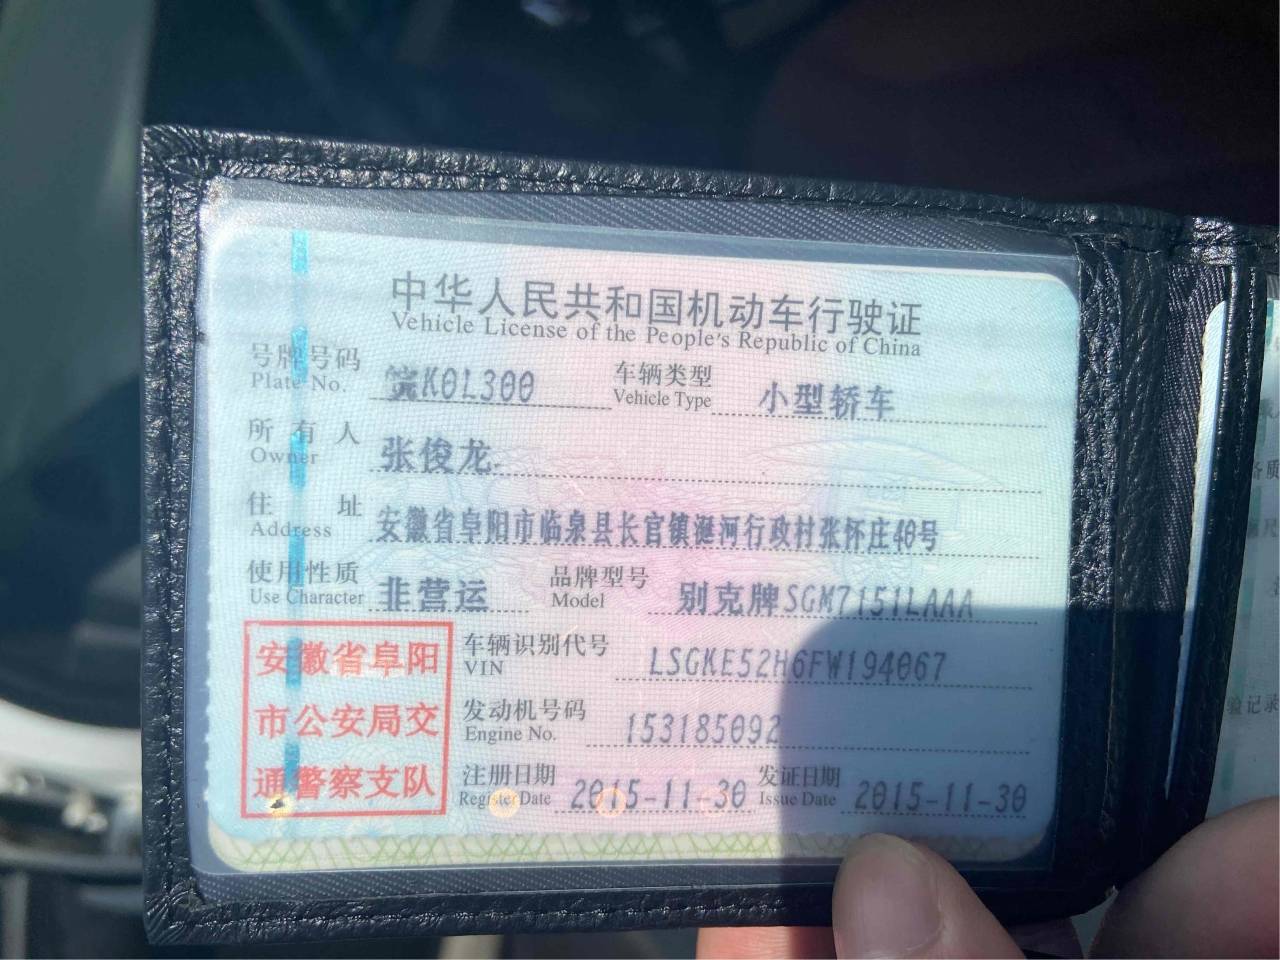 中华人民共和国机动车行驶证
Vehicle License of the People's Republic of China
号牌号码 皖K0L300 车辆类型 小型轿车
Plate No. Vehicle Type
所有人 张俊龙
Owner
住址 安徽省阜阳市临泉县长官镇涎河行政村张怀庄40号
Address
使用性质 非营运 品牌型号 别克牌SGM7151LAAA
Use Character Model
安徽省阜阳
市公安局交
通警察支队
车辆识别代号 LSGKE52H6FW194067
VIN
发动机号码 153185092
Engine No.
注册日期 2015-11-30 发证日期 2015-11-30
Register Date Issue Date
验记录